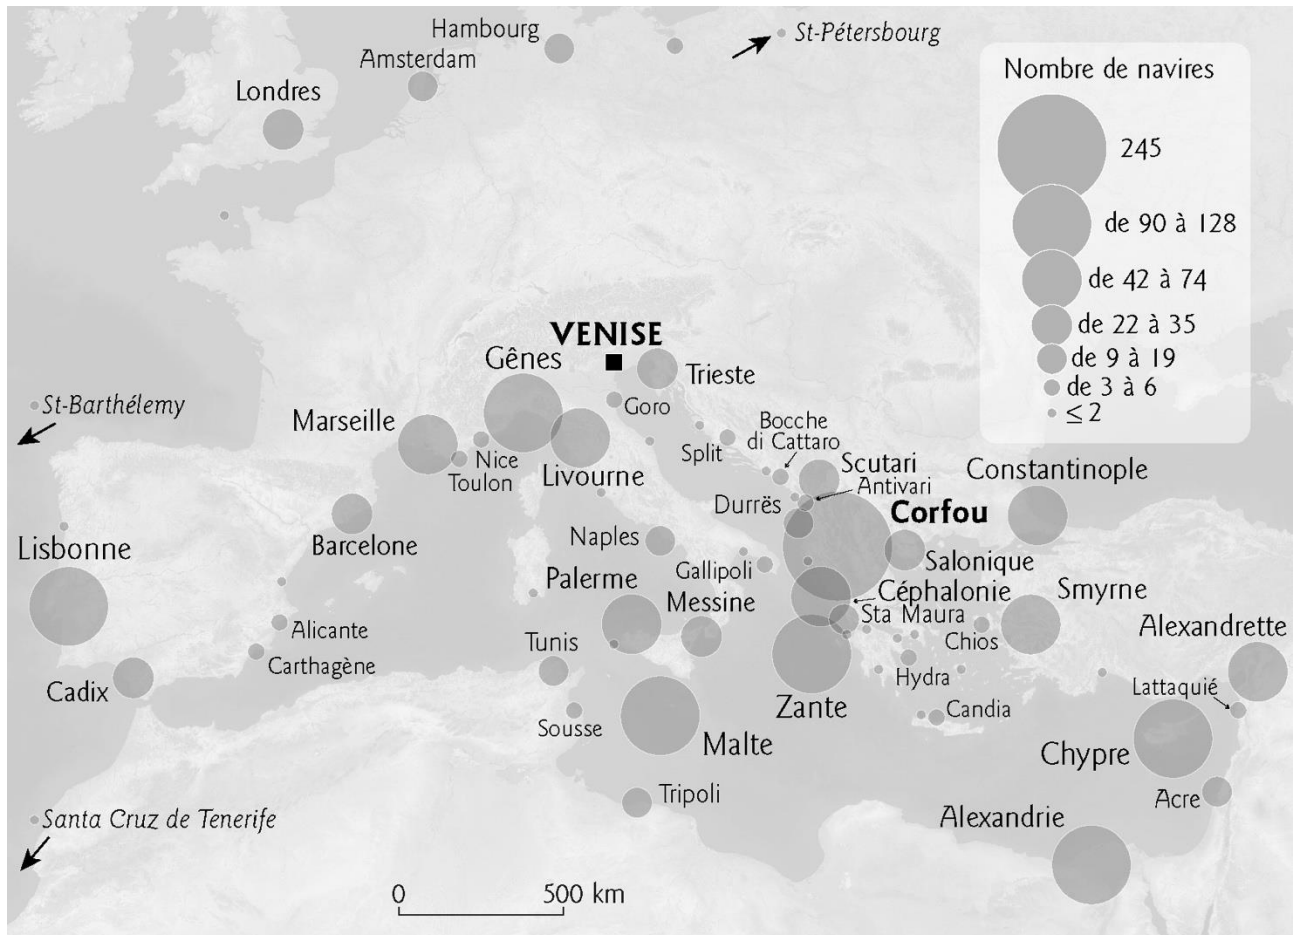 Hambourg
St-Pétersbourg
Amsterdam
Londres
Nombre de navires
245
de 90 à 128
de 42 à 74
de 22 à 35
de 9 à 19
de 3 à 6
≤ 2
VENISE
Gênes
Trieste
St-Barthélemy
Goro
Marseille
Bocche
di Cattaro
Split
Nice
Toulon
Livourne
Scutari
Antivari
Constantinople
Durrës
Corfou
Lisbonne
Barcelone
Naples
Gallipoli
Salonique
Palerme
Messine
Céphalonie
Sta Maura
Smyrne
Alicante
Tunis
Chios
Alexandrette
Carthagène
Cadix
Hydra
Lattaquié
Sousse
Zante
Candia
Malte
Chypre
Tripoli
Acre
Santa Cruz de Tenerife
Alexandrie
0 500 km